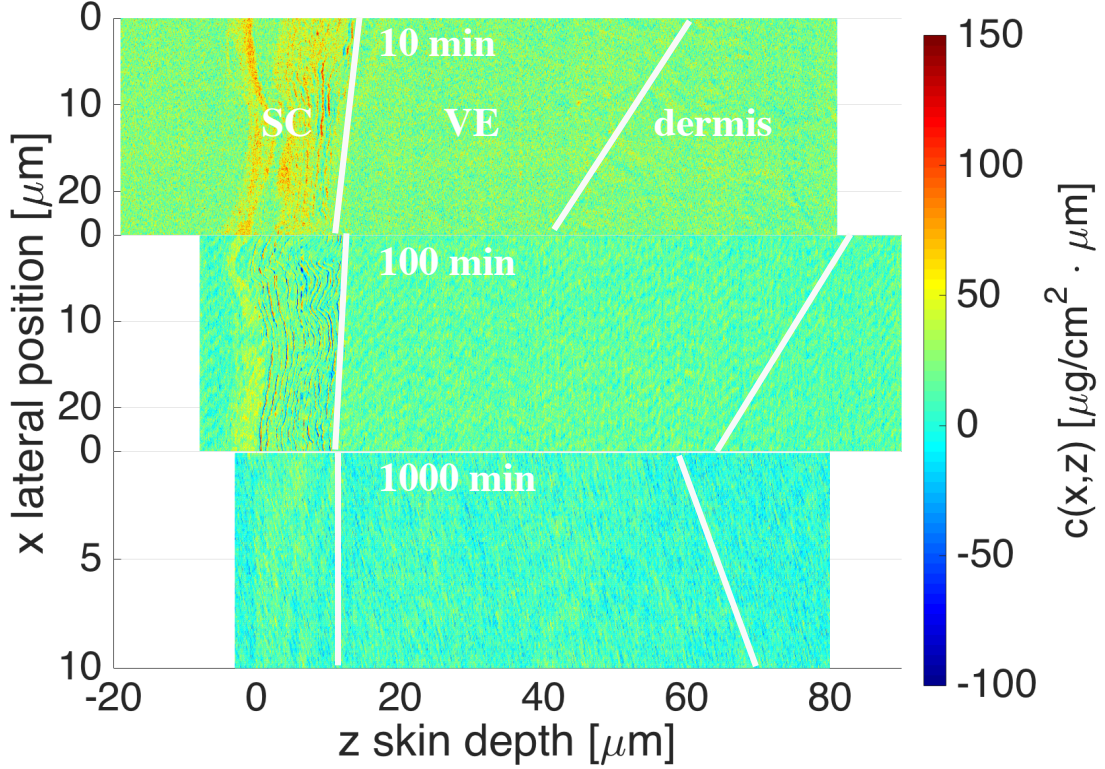 0
10 min
150
10
SC
VE
dermis
100
20
0
100 min
50
10
0
20
0
1000 min
-50
5
10
-100
-20
0
20
40
60
80
x lateral position [μm]
z skin depth [μm]
c(x,z) [μg/cm² · μm]